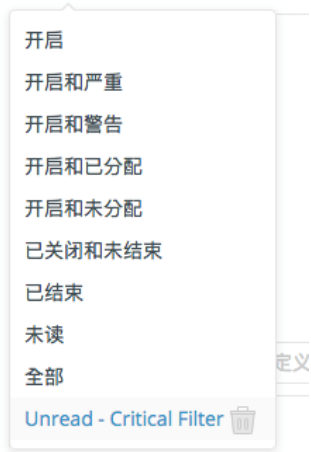 开启
开启和严重
开启和警告
开启和已分配
开启和未分配
已关闭和未结束
已结束
未读
定义
全部
Unread - Critical Filter